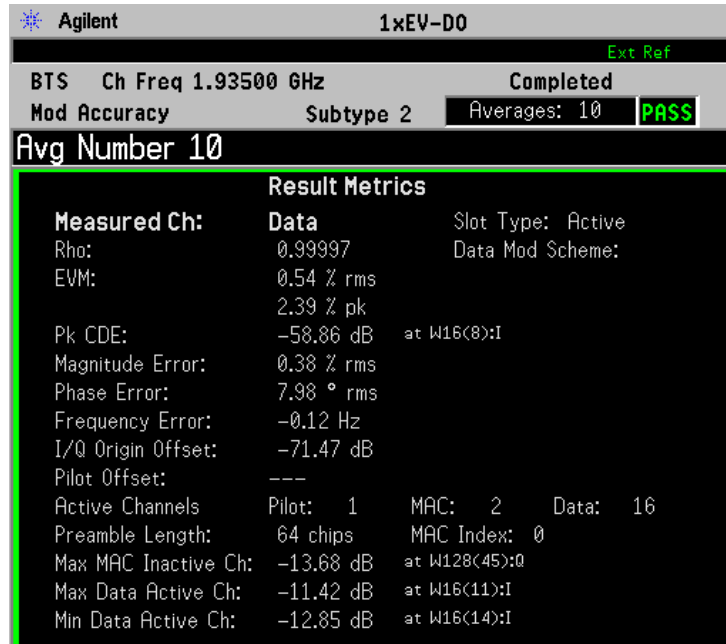 Agilent 1xEV-DO
Ext Ref
BTS Ch Freq 1.93500 GHz Completed
Mod Accuracy Subtype 2 Averages: 10 PASS
Avg Number 10
Result Metrics
Measured Ch: Data Slot Type: Active
Rho: 0.99997 Data Mod Scheme:
EVM: 0.54 % rms
2.39 % pk
Pk CDE: -58.86 dB at W16(8):I
Magnitude Error: 0.38 % rms
Phase Error: 7.98 ° rms
Frequency Error: -0.12 Hz
I/Q Origin Offset: -71.47 dB
Pilot Offset: ---
Active Channels Pilot: 1 MAC: 2 Data: 16
Preamble Length: 64 chips MAC Index: 0
Max MAC Inactive Ch: -13.68 dB at W128(45):Q
Max Data Active Ch: -11.42 dB at W16(11):I
Min Data Active Ch: -12.85 dB at W16(14):I